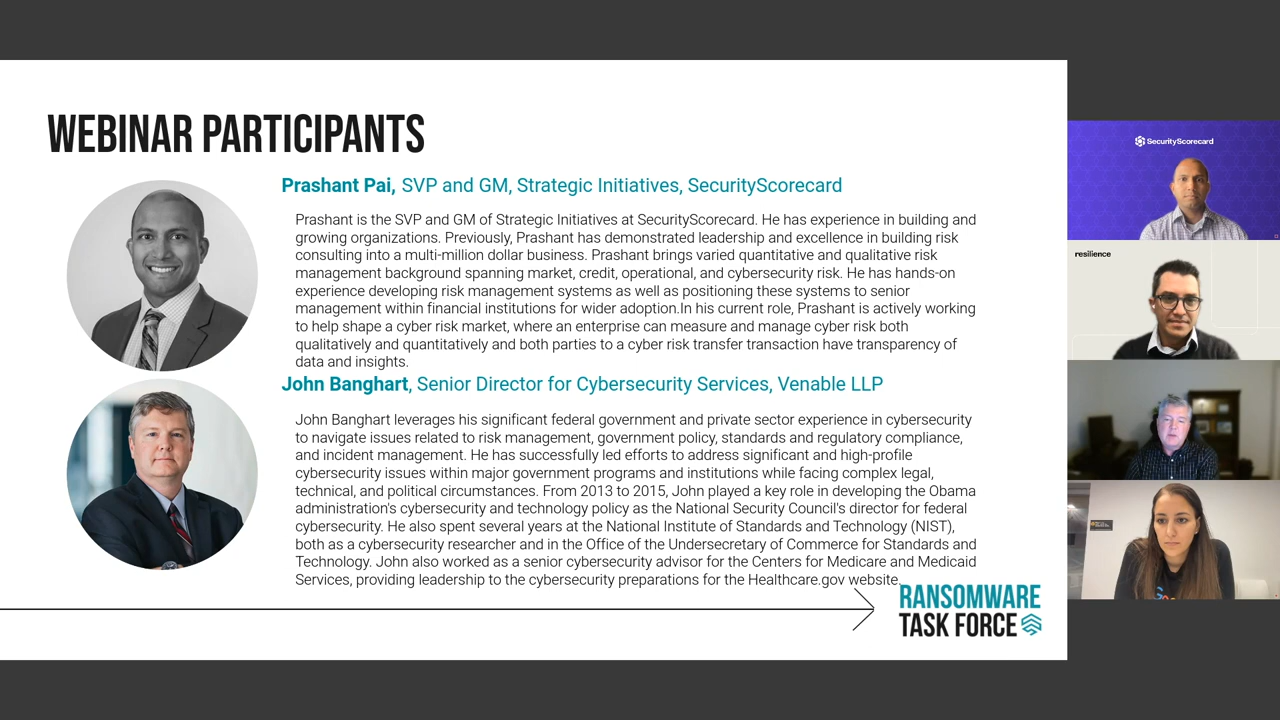 WEBINAR PARTICIPANTS
Prashant Pai, SVP and GM, Strategic Initiatives, SecurityScorecard
Prashant is the SVP and GM of Strategic Initiatives at SecurityScorecard. He has experience in building and
growing organizations. Previously, Prashant has demonstrated leadership and excellence in building risk
consulting into a multi-million dollar business. Prashant brings varied quantitative and qualitative risk
management background spanning market, credit, operational, and cybersecurity risk. He has hands-on
experience developing risk management systems as well as positioning these systems to senior
management within financial institutions for wider adoption.In his current role, Prashant is actively working
to help shape a cyber risk market, where an enterprise can measure and manage cyber risk both
qualitatively and quantitatively and both parties to a cyber risk transfer transaction have transparency of
data and insights.
John Banghart, Senior Director for Cybersecurity Services, Venable LLP
John Banghart leverages his significant federal government and private sector experience in cybersecurity
to navigate issues related to risk management, government policy, standards and regulatory compliance,
and incident management. He has successfully led efforts to address significant and high-profile
cybersecurity issues within major government programs and institutions while facing complex legal,
technical, and political circumstances. From 2013 to 2015, John played a key role in developing the Obama
administration's cybersecurity and technology policy as the National Security Council's director for federal
cybersecurity. He also spent several years at the National Institute of Standards and Technology (NIST),
both as a cybersecurity researcher and in the Office of the Undersecretary of Commerce for Standards and
Technology. John also worked as a senior cybersecurity advisor for the Centers for Medicare and Medicaid
Services, providing leadership to the cybersecurity preparations for the Healthcare.gov website.
RANSOMWARE
TASK FORCE
SecurityScorecard
resilience